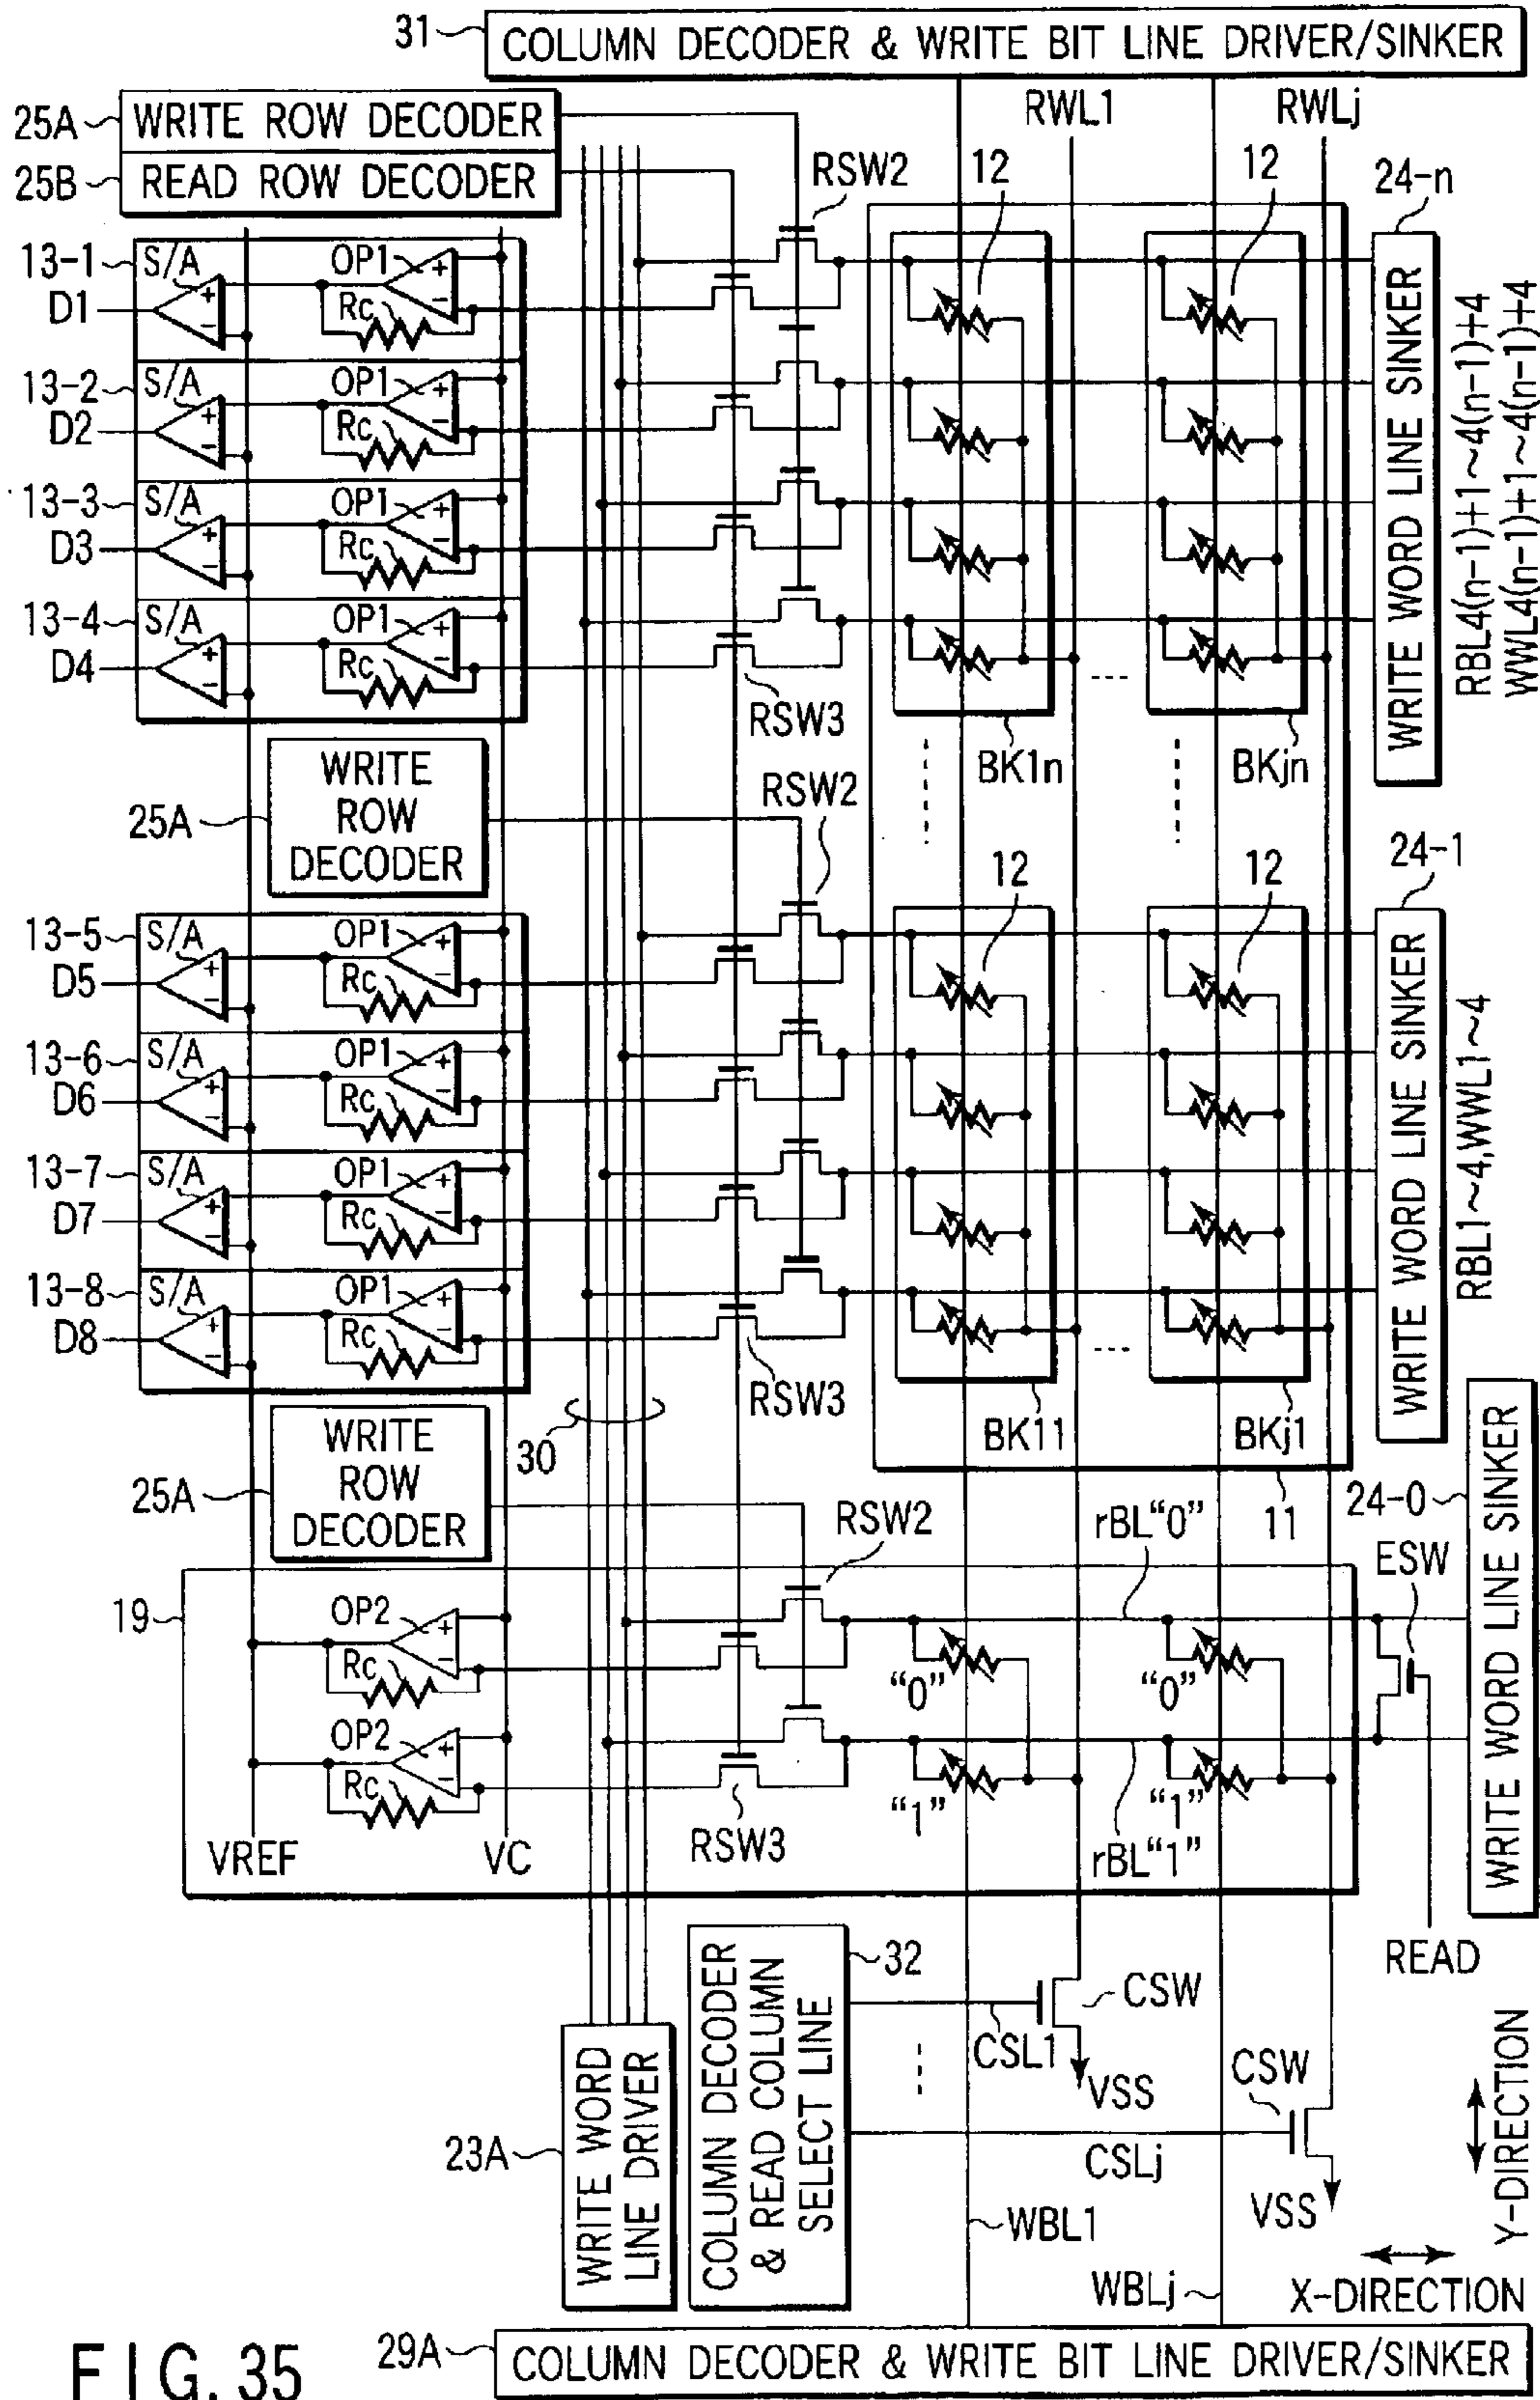 31
COLUMN DECODER & WRITE BIT LINE DRIVER/SINKER
RWL1
RWLj
25A
WRITE ROW DECODER
25B
READ ROW DECODER
RSW2
12
12
24-n
13-1
S/A
OP1
+
-
Rc
D1
+
-
13-2
S/A
OP1
+
-
Rc
D2
+
-
13-3
S/A
OP1
+
-
Rc
D3
+
-
13-4
S/A
OP1
+
-
Rc
D4
+
-
WRITE WORD LINE SINKER
RBL4(n-1)+1~4(n-1)+4
WWL4(n-1)+1~4(n-1)+4
RSW3
BK1n
BKjn
25A
WRITE
ROW
DECODER
RSW2
12
12
24-1
13-5
S/A
OP1
+
-
Rc
D5
+
-
13-6
S/A
OP1
+
-
Rc
D6
+
-
13-7
S/A
OP1
+
-
Rc
D7
+
-
13-8
S/A
OP1
+
-
Rc
D8
+
-
WRITE WORD LINE SINKER
RBL1~4,WWL1~4
RSW3
30
BK11
BKj1
11
25A
WRITE
ROW
DECODER
RSW2
rBL“0”
24-0
ESW
WRITE WORD LINE SINKER
19
OP2
+
-
Rc
“0”
“0”
OP2
+
-
Rc
“1”
“1”
VREF
VC
RSW3
rBL“1”
READ
32
COLUMN DECODER
& READ COLUMN
SELECT LINE
CSW
CSL1
VSS
CSW
CSLj
VSS
23A
WRITE WORD
LINE DRIVER
WBL1
WBLj
Y-DIRECTION
X-DIRECTION
FIG. 35
29A
COLUMN DECODER & WRITE BIT LINE DRIVER/SINKER